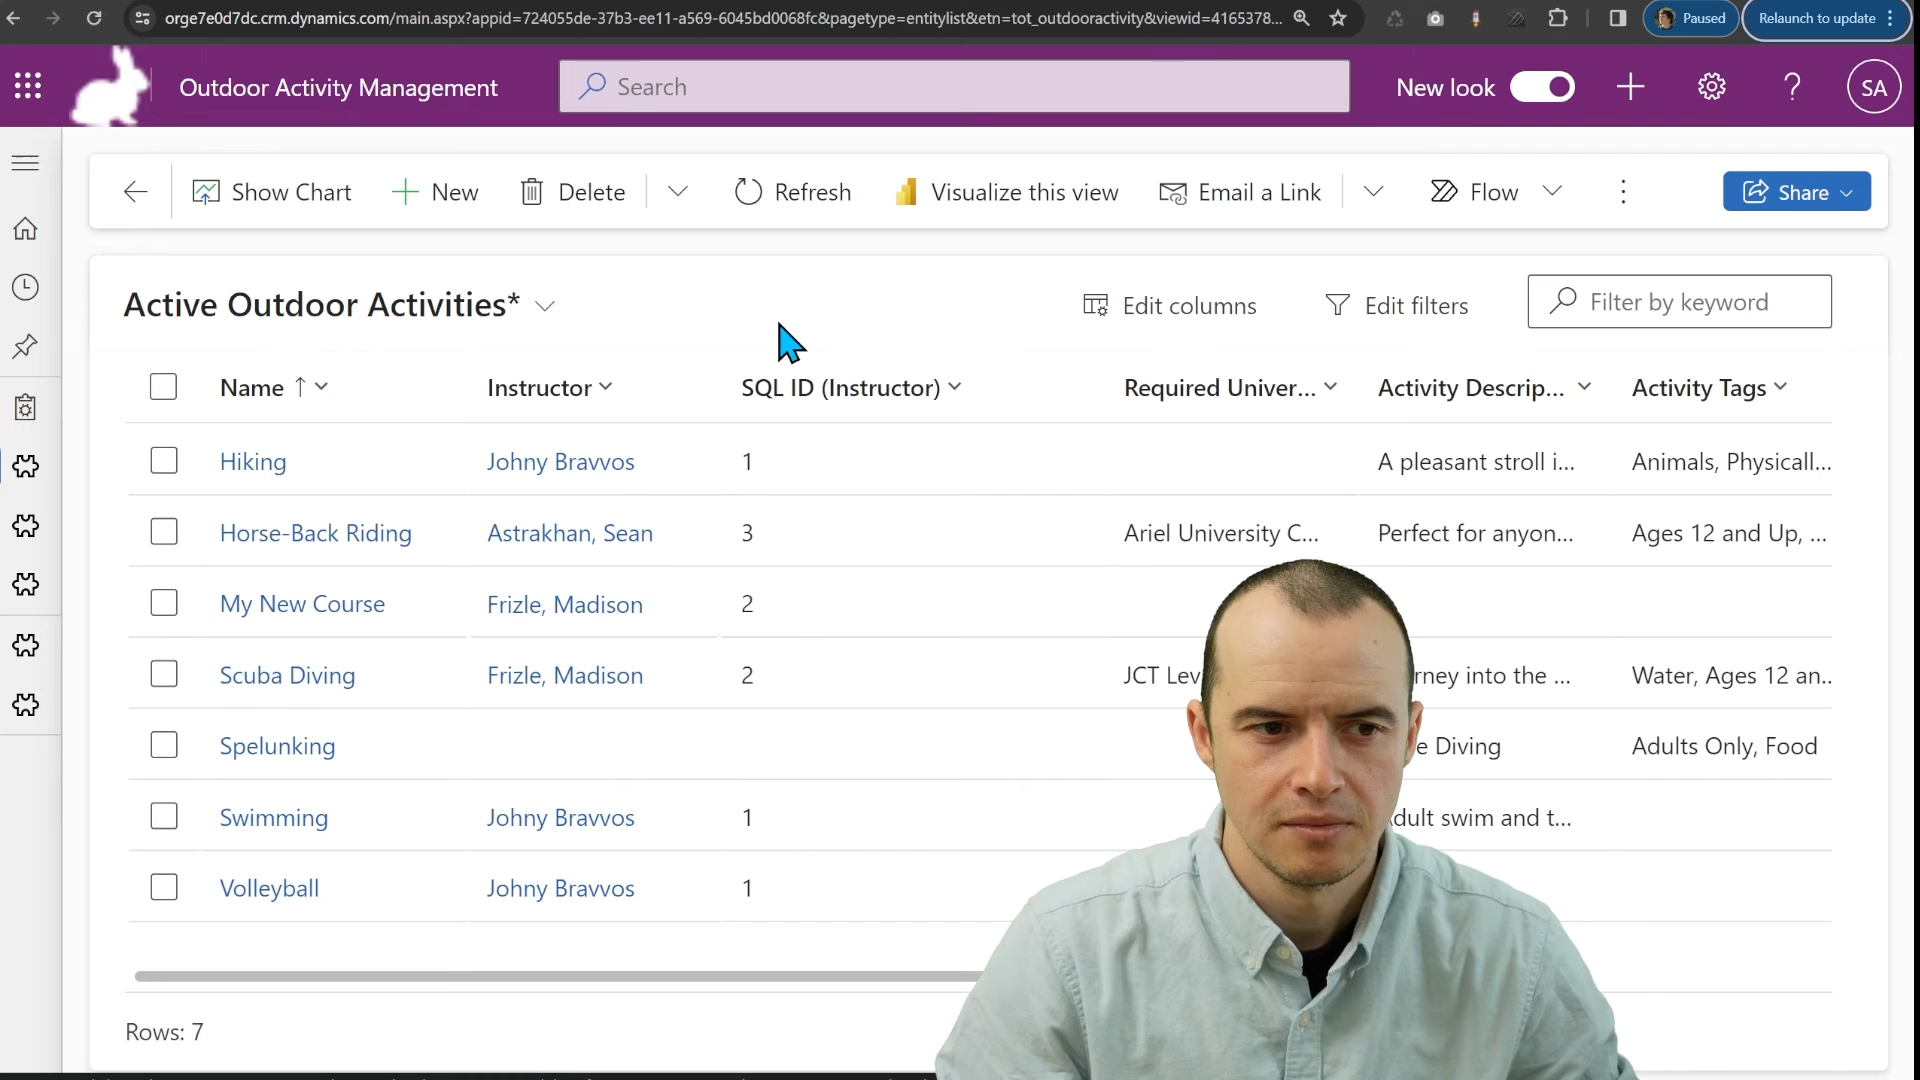 orge7e0d7dc.crm.dynamics.com/main.aspx?appid=724055de-37b3-ee11-a569-6045bd0068fc&pagetype=entitylist&etn=tot_outdooractivity&viewid=4165378... Paused Relaunch to update
Outdoor Activity Management Search New look SA
Show Chart New Delete Refresh Visualize this view Email a Link Flow Share
Active Outdoor Activities* Edit columns Edit filters Filter by keyword
Name Instructor SQL ID (Instructor) Required Univer... Activity Descrip... Activity Tags
Hiking Johny Bravvos 1 A pleasant stroll i... Animals, Physicall...
Horse-Back Riding Astrakhan, Sean 3 Ariel University C... Perfect for anyon... Ages 12 and Up, ...
My New Course Frizle, Madison 2
Scuba Diving Frizle, Madison 2 JCT Lev rney into the ... Water, Ages 12 an..
Spelunking e Diving Adults Only, Food
Swimming Johny Bravvos 1 dult swim and t...
Volleyball Johny Bravvos 1
Rows: 7